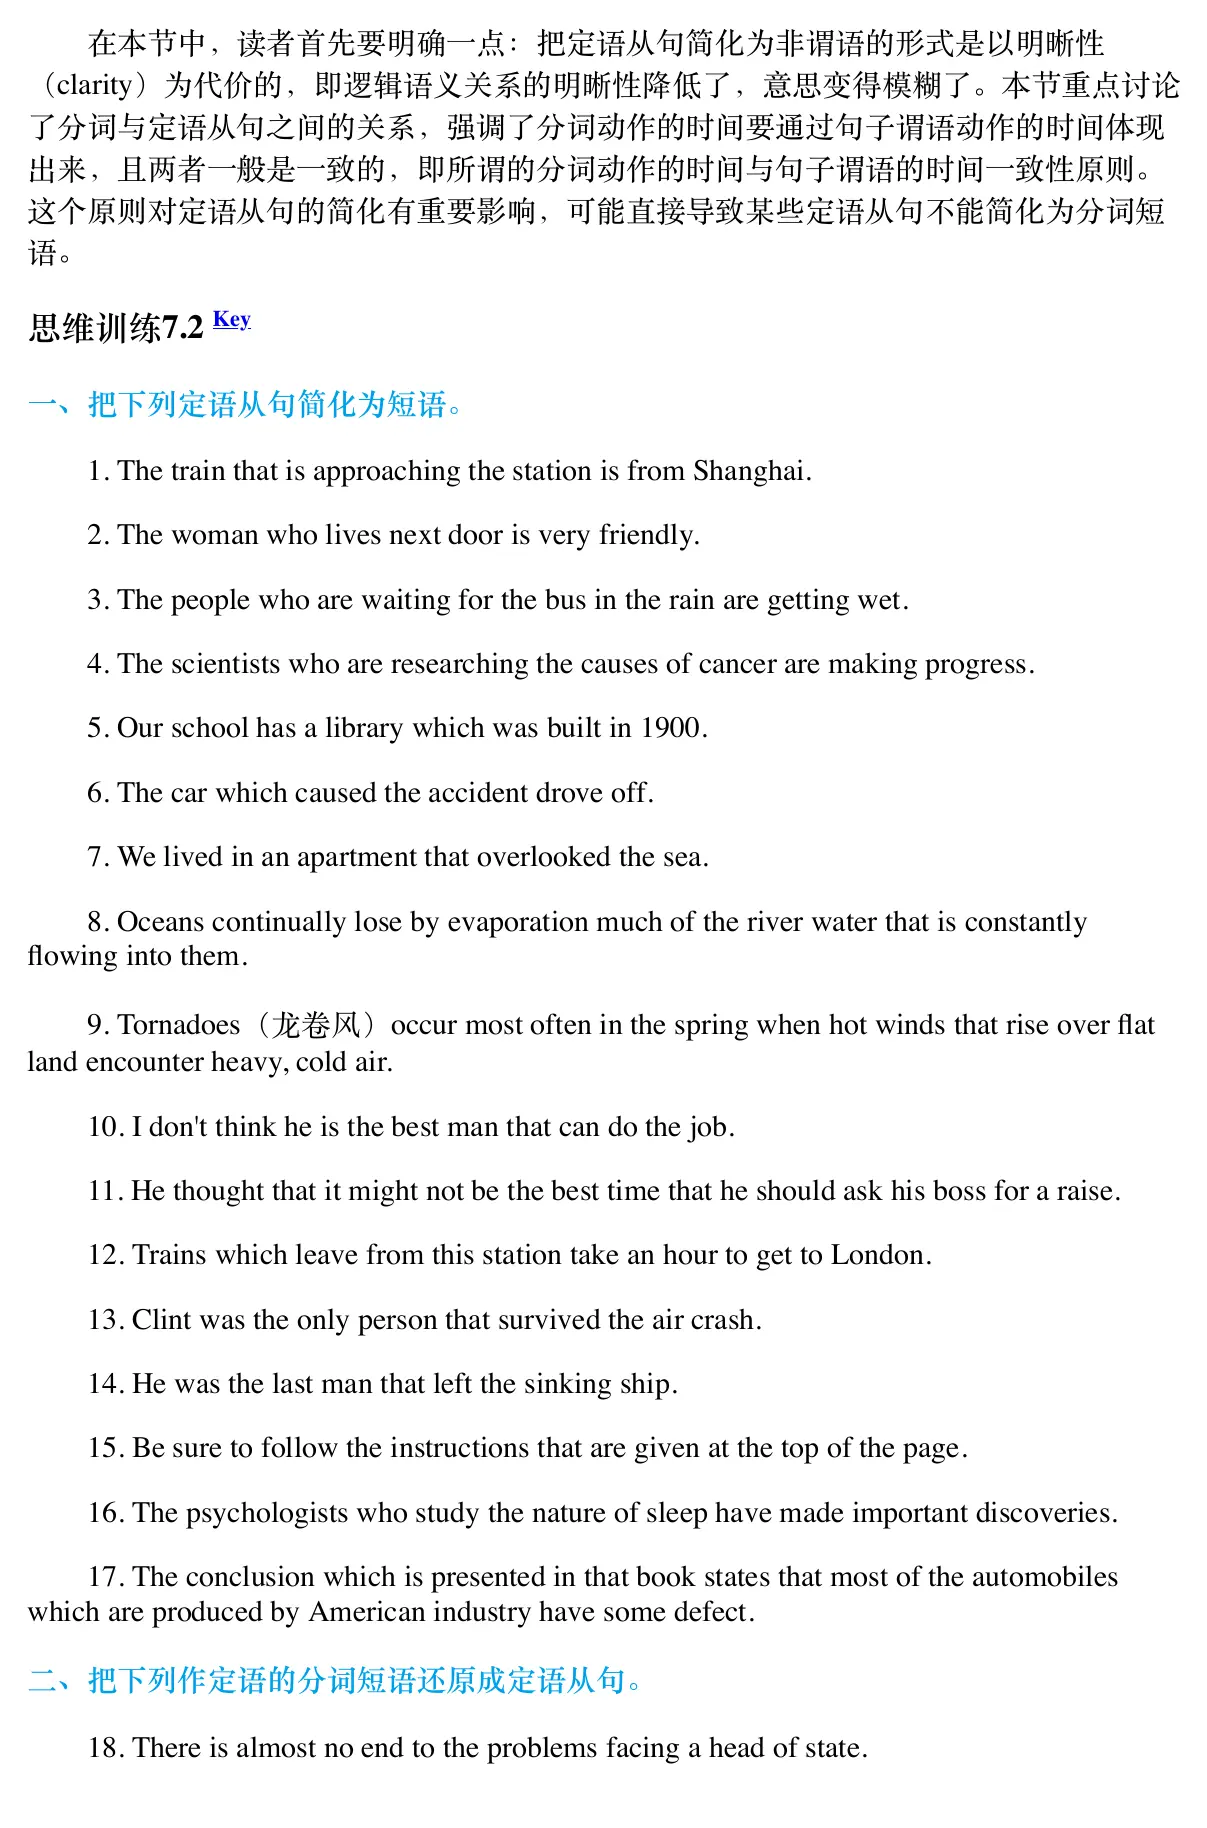 在本节中，读者首先要明确一点：把定语从句简化为非谓语的形式是以明晰性
（clarity）为代价的，即逻辑语义关系的明晰性降低了，意思变得模糊了。本节重点讨论
了分词与定语从句之间的关系，强调了分词动作的时间要通过句子谓语动作的时间体现
出来，且两者一般是一致的，即所谓的分词动作的时间与句子谓语的时间一致性原则。
这个原则对定语从句的简化有重要影响，可能直接导致某些定语从句不能简化为分词短
语。
思维训练7.2 Key
一、把下列定语从句简化为短语。
1. The train that is approaching the station is from Shanghai.
2. The woman who lives next door is very friendly.
3. The people who are waiting for the bus in the rain are getting wet.
4. The scientists who are researching the causes of cancer are making progress.
5. Our school has a library which was built in 1900.
6. The car which caused the accident drove off.
7. We lived in an apartment that overlooked the sea.
8. Oceans continually lose by evaporation much of the river water that is constantly
flowing into them.
9. Tornadoes（龙卷风）occur most often in the spring when hot winds that rise over flat
land encounter heavy, cold air.
10. I don't think he is the best man that can do the job.
11. He thought that it might not be the best time that he should ask his boss for a raise.
12. Trains which leave from this station take an hour to get to London.
13. Clint was the only person that survived the air crash.
14. He was the last man that left the sinking ship.
15. Be sure to follow the instructions that are given at the top of the page.
16. The psychologists who study the nature of sleep have made important discoveries.
17. The conclusion which is presented in that book states that most of the automobiles
which are produced by American industry have some defect.
二、把下列作定语的分词短语还原成定语从句。
18. There is almost no end to the problems facing a head of state.